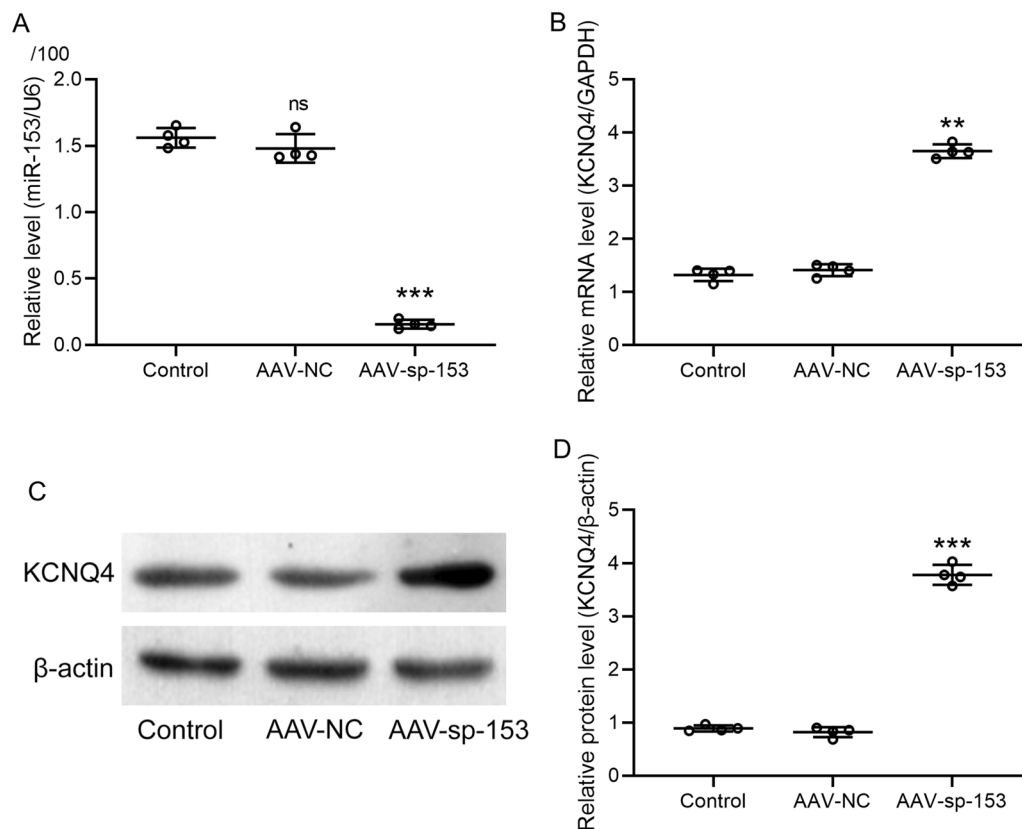 A
/100
Relative level (miR-153/U6)
2.0
1.5
1.0
0.5
0.0
ns
***
Control AAV-NC AAV-sp-153
B
Relative mRNA level (KCNQ4/GAPDH)
5
4
3
2
1
0
**
Control AAV-NC AAV-sp-153
C
KCNQ4
β-actin
Control AAV-NC AAV-sp-153
D
Relative protein level (KCNQ4/β-actin)
5
4
3
2
1
0
***
Control AAV-NC AAV-sp-153